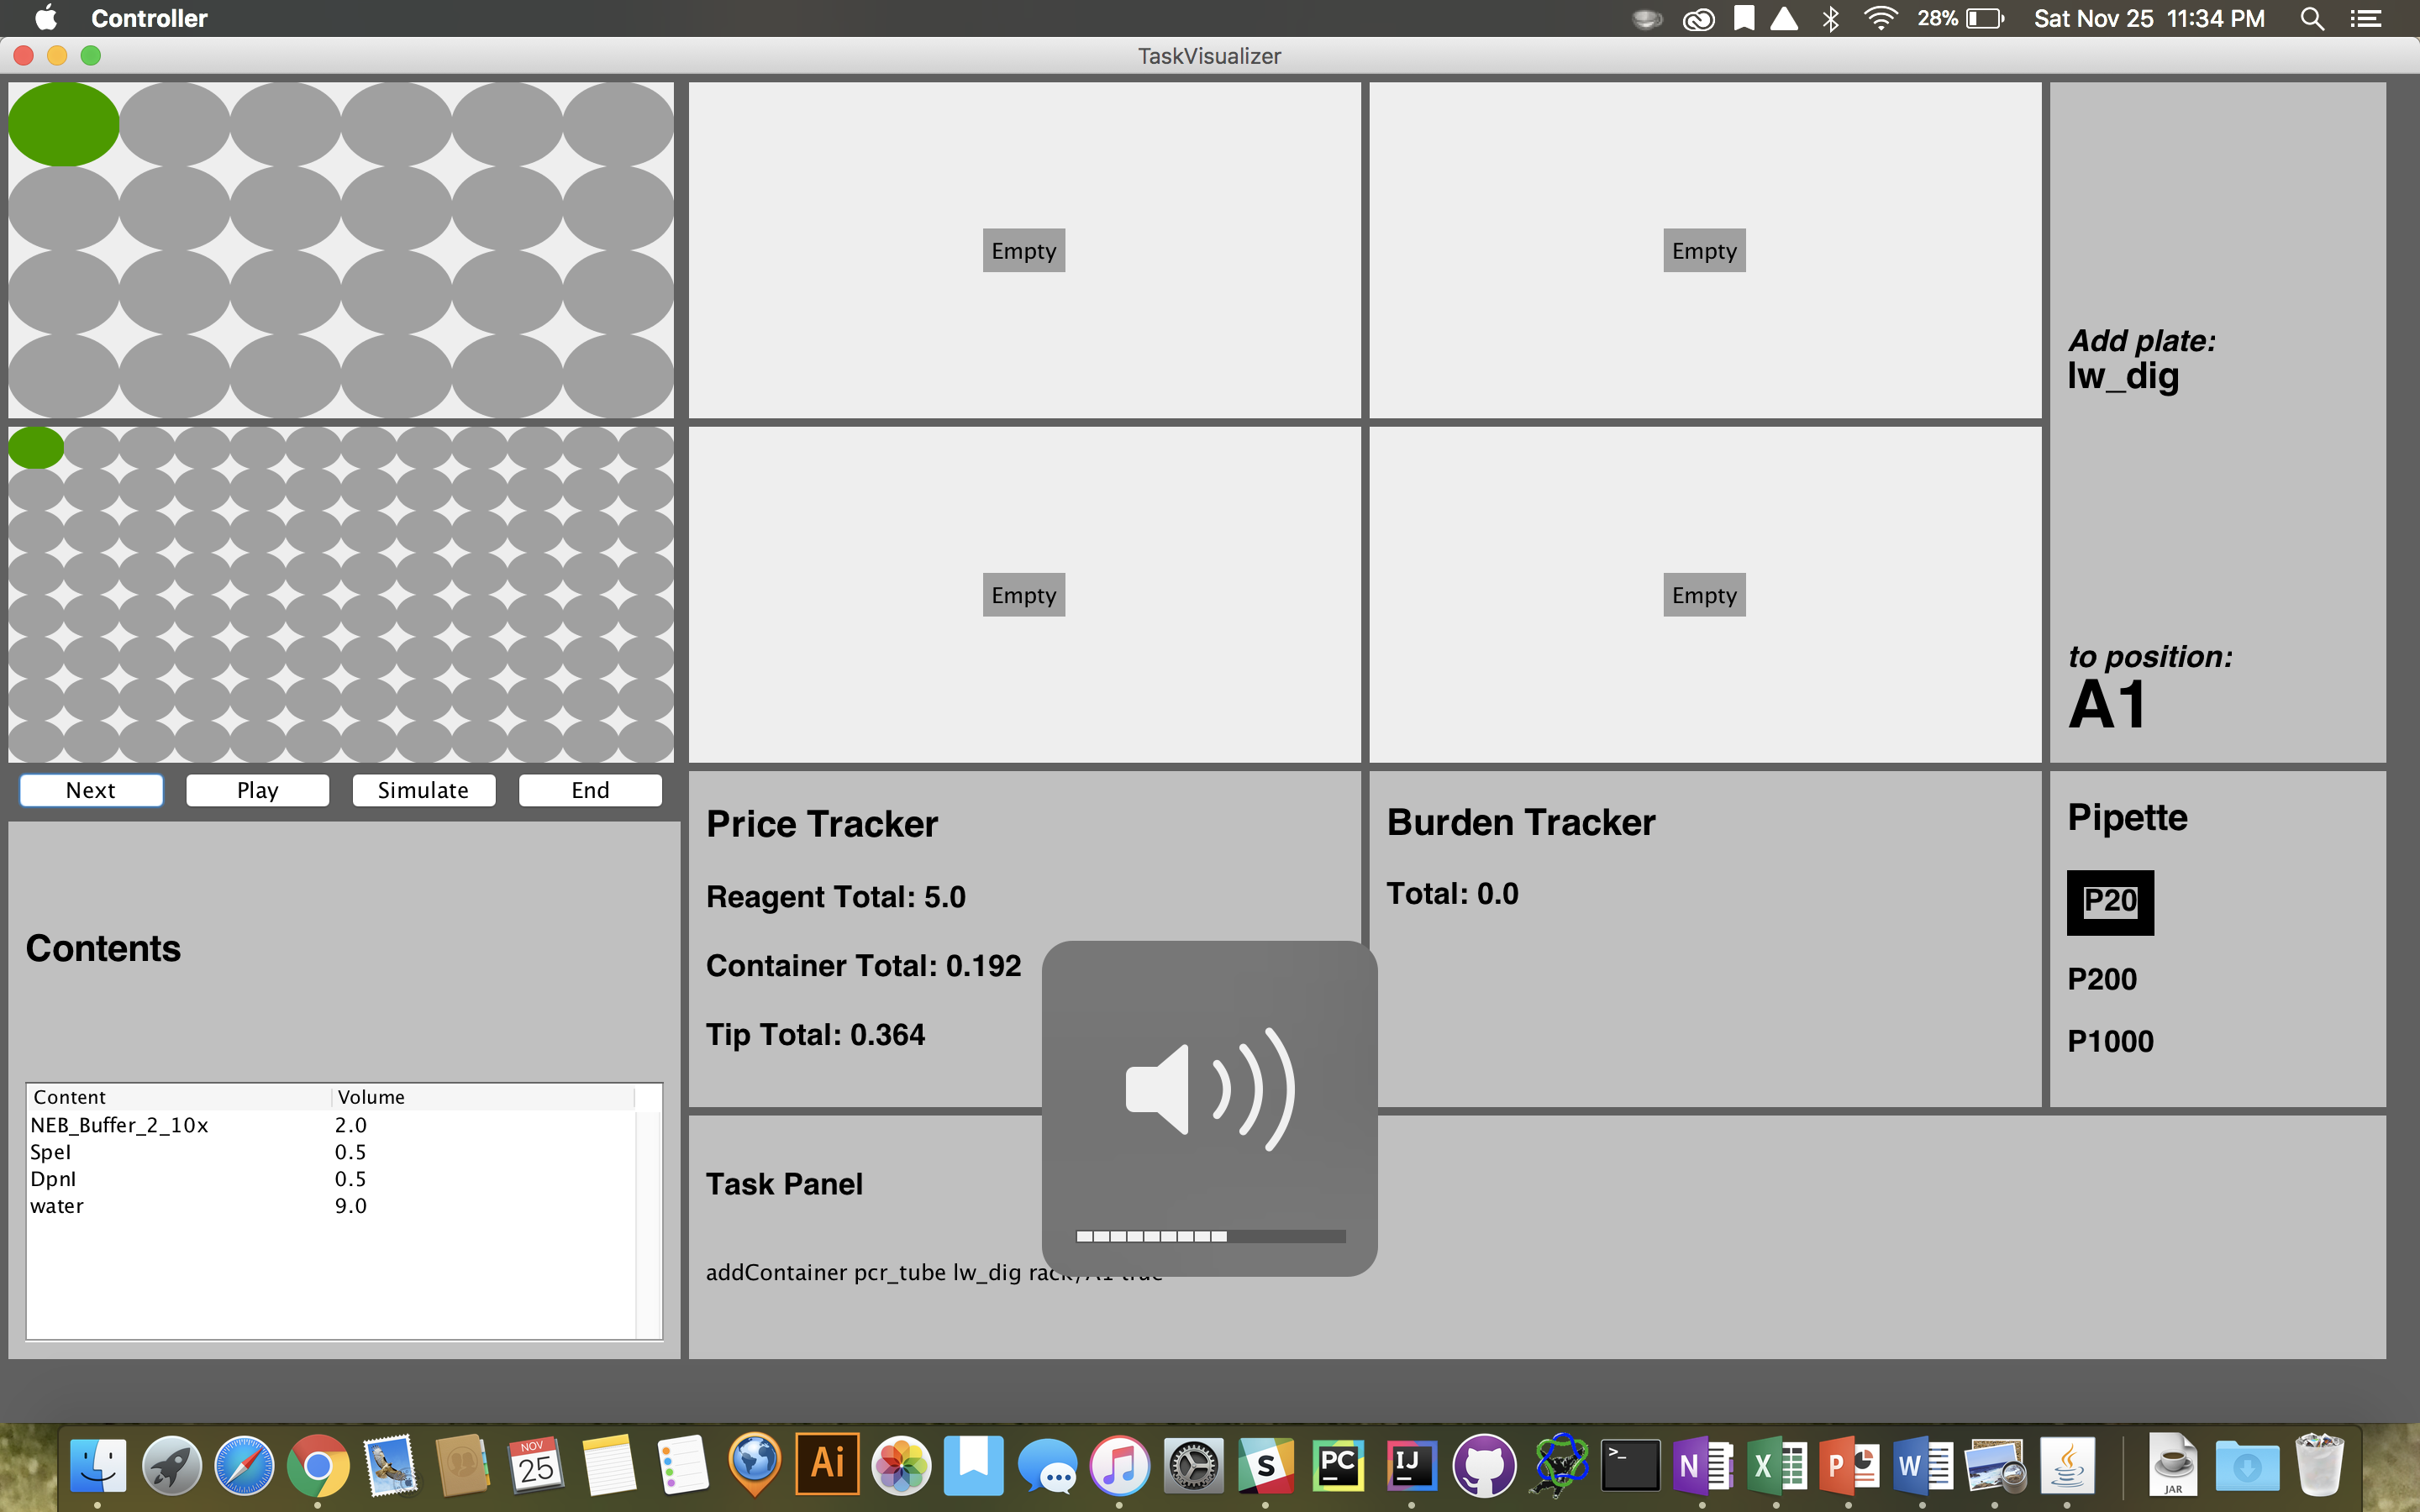 Controller
28%
Sat Nov 25 11:34 PM
TaskVisualizer
Empty
Empty
Add plate:
lw_dig
Empty
Empty
to position:
A1
Next
Play
Simulate
End
Price Tracker
Reagent Total: 5.0
Container Total: 0.192
Tip Total: 0.364
Burden Tracker
Total: 0.0
Pipette
P20
P200
P1000
Contents
Content Volume
NEB_Buffer_2_10x 2.0
SpeI 0.5
DpnI 0.5
water 9.0
Task Panel
addContainer pcr_tube lw_dig rack/A1 true
NOV
25
Ai
S
PC
IJ
>_
N
X
P
W
JAR